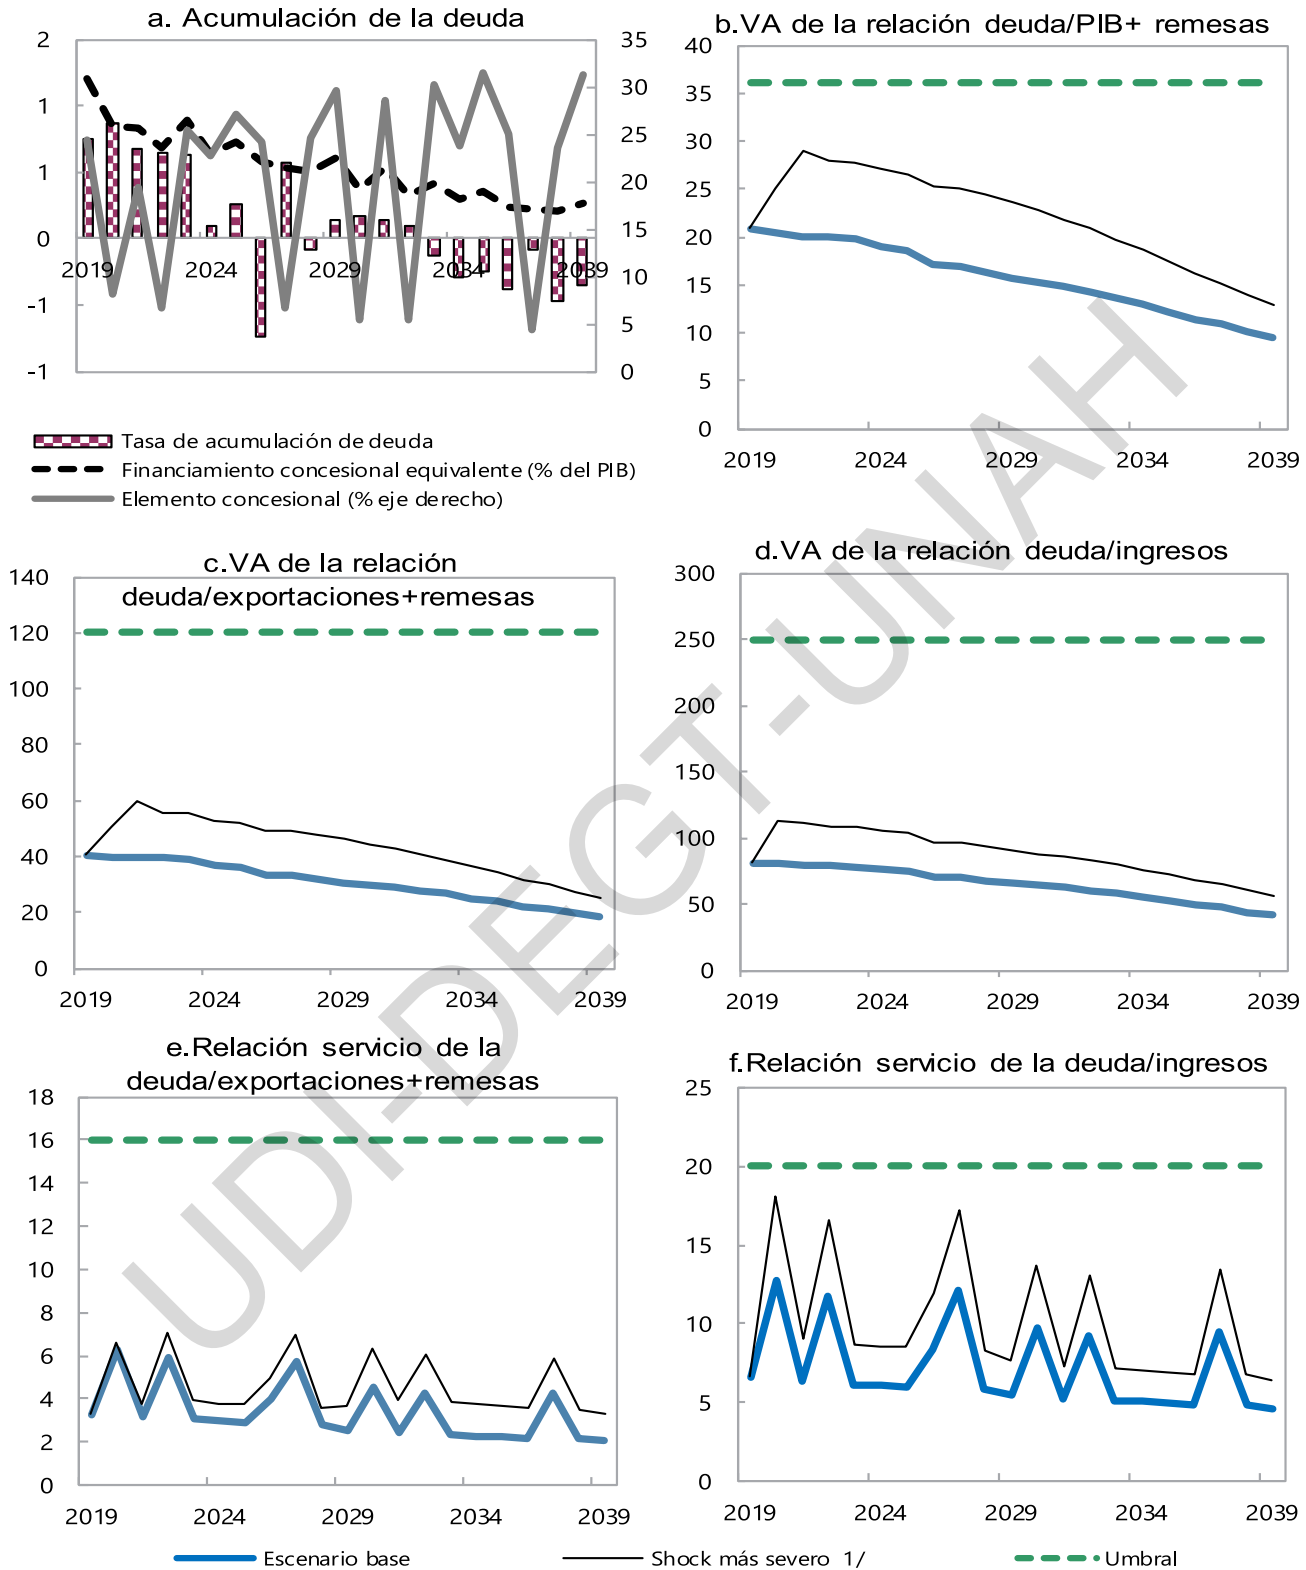 a. Acumulación de la deuda
2
1
1
0
-1
-1
35
30
25
20
15
10
5
0
2019 2024 2029 2034 2039
Tasa de acumulación de deuda
Financiamiento concesional equivalente (% del PIB)
Elemento concesional (% eje derecho)
b.VA de la relación deuda/PIB+ remesas
40
35
30
25
20
15
10
5
0
2019 2024 2029 2034 2039
c.VA de la relación
deuda/exportaciones+remesas
140
120
100
80
60
40
20
0
2019 2024 2029 2034 2039
d.VA de la relación deuda/ingresos
300
250
200
150
100
50
0
2019 2024 2029 2034 2039
e.Relación servicio de la
deuda/exportaciones+remesas
18
16
14
12
10
8
6
4
2
0
2019 2024 2029 2034 2039
f.Relación servicio de la deuda/ingresos
25
20
15
10
5
0
2019 2024 2029 2034 2039
Escenario base Shock más severo 1/ Umbral
UDI-DEGT-UNAH